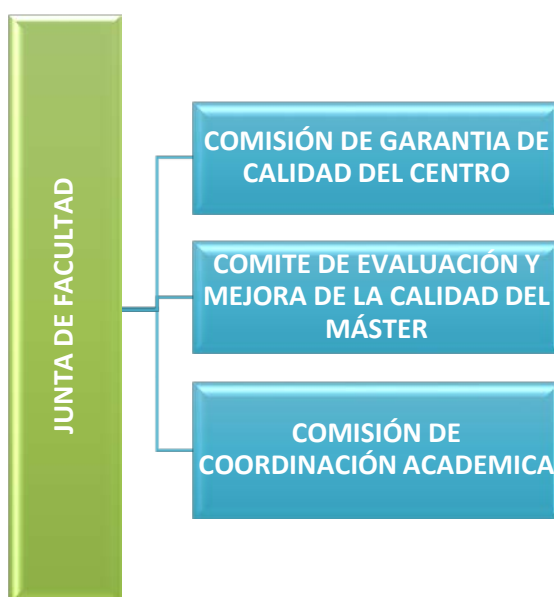 JUNTA DE FACULTAD
COMISIÓN DE GARANTIA DE
CALIDAD DEL CENTRO
COMITE DE EVALUACIÓN Y
MEJORA DE LA CALIDAD DEL
MÁSTER
COMISIÓN DE
COORDINACIÓN ACADEMICA